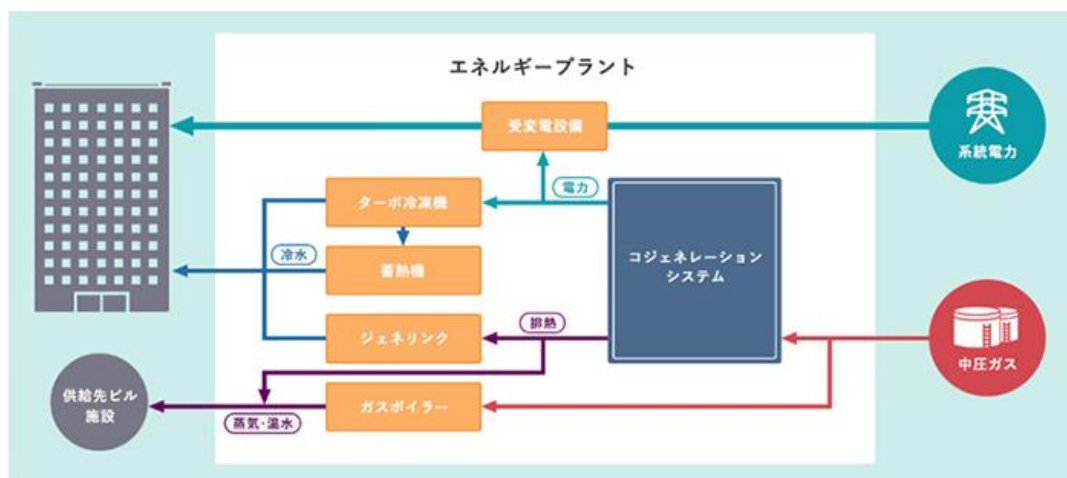 エネルギープラント
受変電設備
系統電力
電力
ターボ冷凍機
冷水
蓄熱機
コジェネレーション
システム
排熱
ジェネリンク
中圧ガス
供給先ビル
施設
ガスボイラー
蒸気・温水